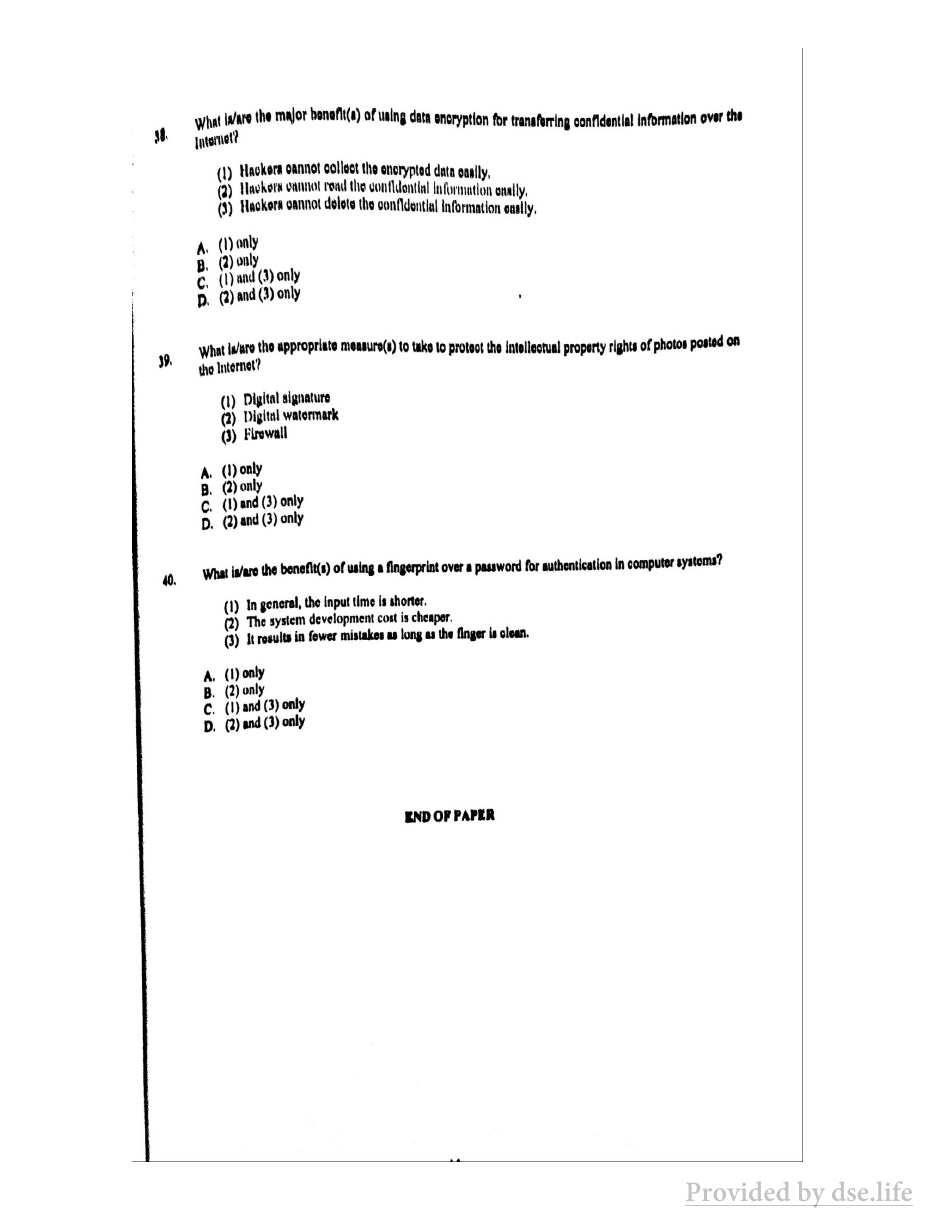 38. What is/are the major benefit(s) of using data encryption for transferring confidential information over the
Internet?
(1) Hackers cannot collect the encrypted data easily.
(2) Hackers cannot read the confidential information easily.
(3) Hackers cannot delete the confidential information easily.
A. (1) only
B. (2) only
C. (1) and (3) only
D. (2) and (3) only
39. What is/are the appropriate measure(s) to take to protect the intellectual property rights of photos posted on
the Internet?
(1) Digital signature
(2) Digital watermark
(3) Firewall
A. (1) only
B. (2) only
C. (1) and (3) only
D. (2) and (3) only
40. What is/are the benefit(s) of using a fingerprint over a password for authentication in computer systems?
(1) In general, the input time is shorter.
(2) The system development cost is cheaper.
(3) It results in fewer mistakes as long as the finger is clean.
A. (1) only
B. (2) only
C. (1) and (3) only
D. (2) and (3) only
END OF PAPER
Provided by dse.life